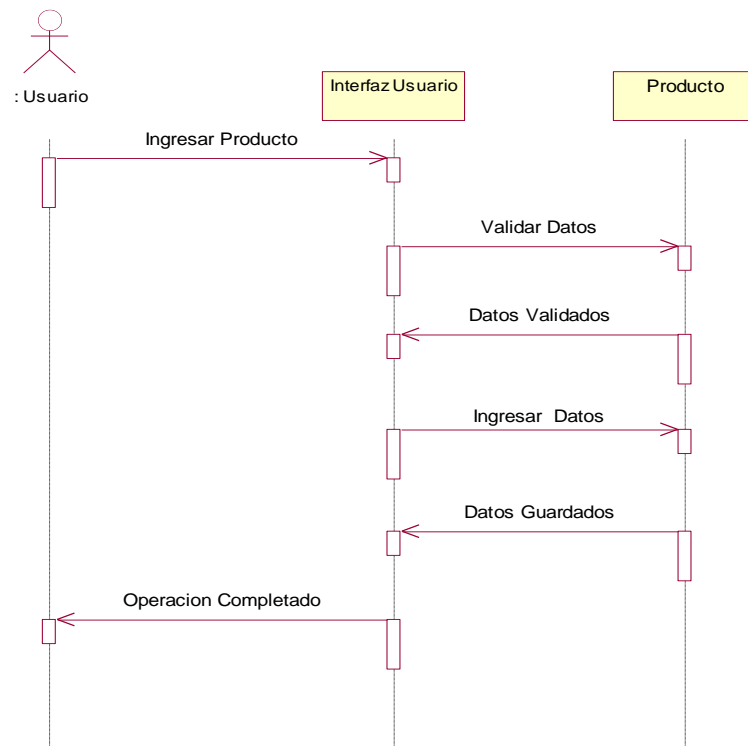 : Usuario
Interfaz Usuario
Producto
Ingresar Producto
Validar Datos
Datos Validados
Ingresar Datos
Datos Guardados
Operacion Completado